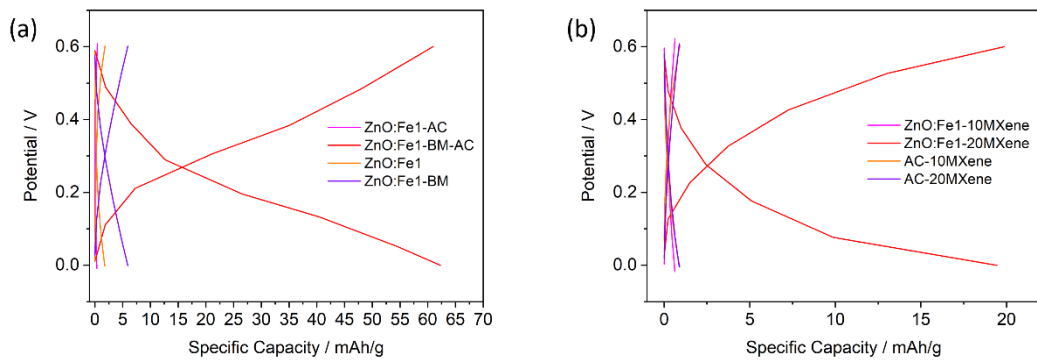 (a)
Potential / V
0.6
0.4
0.2
0.0
ZnO:Fe1-AC
ZnO:Fe1-BM-AC
ZnO:Fe1
ZnO:Fe1-BM
0 5 10 15 20 25 30 35 40 45 50 55 60 65 70
Specific Capacity / mAh/g
(b)
Potential / V
0.6
0.4
0.2
0.0
ZnO:Fe1-10MXene
ZnO:Fe1-20MXene
AC-10MXene
AC-20MXene
0 5 10 15 20
Specific Capacity / mAh/g